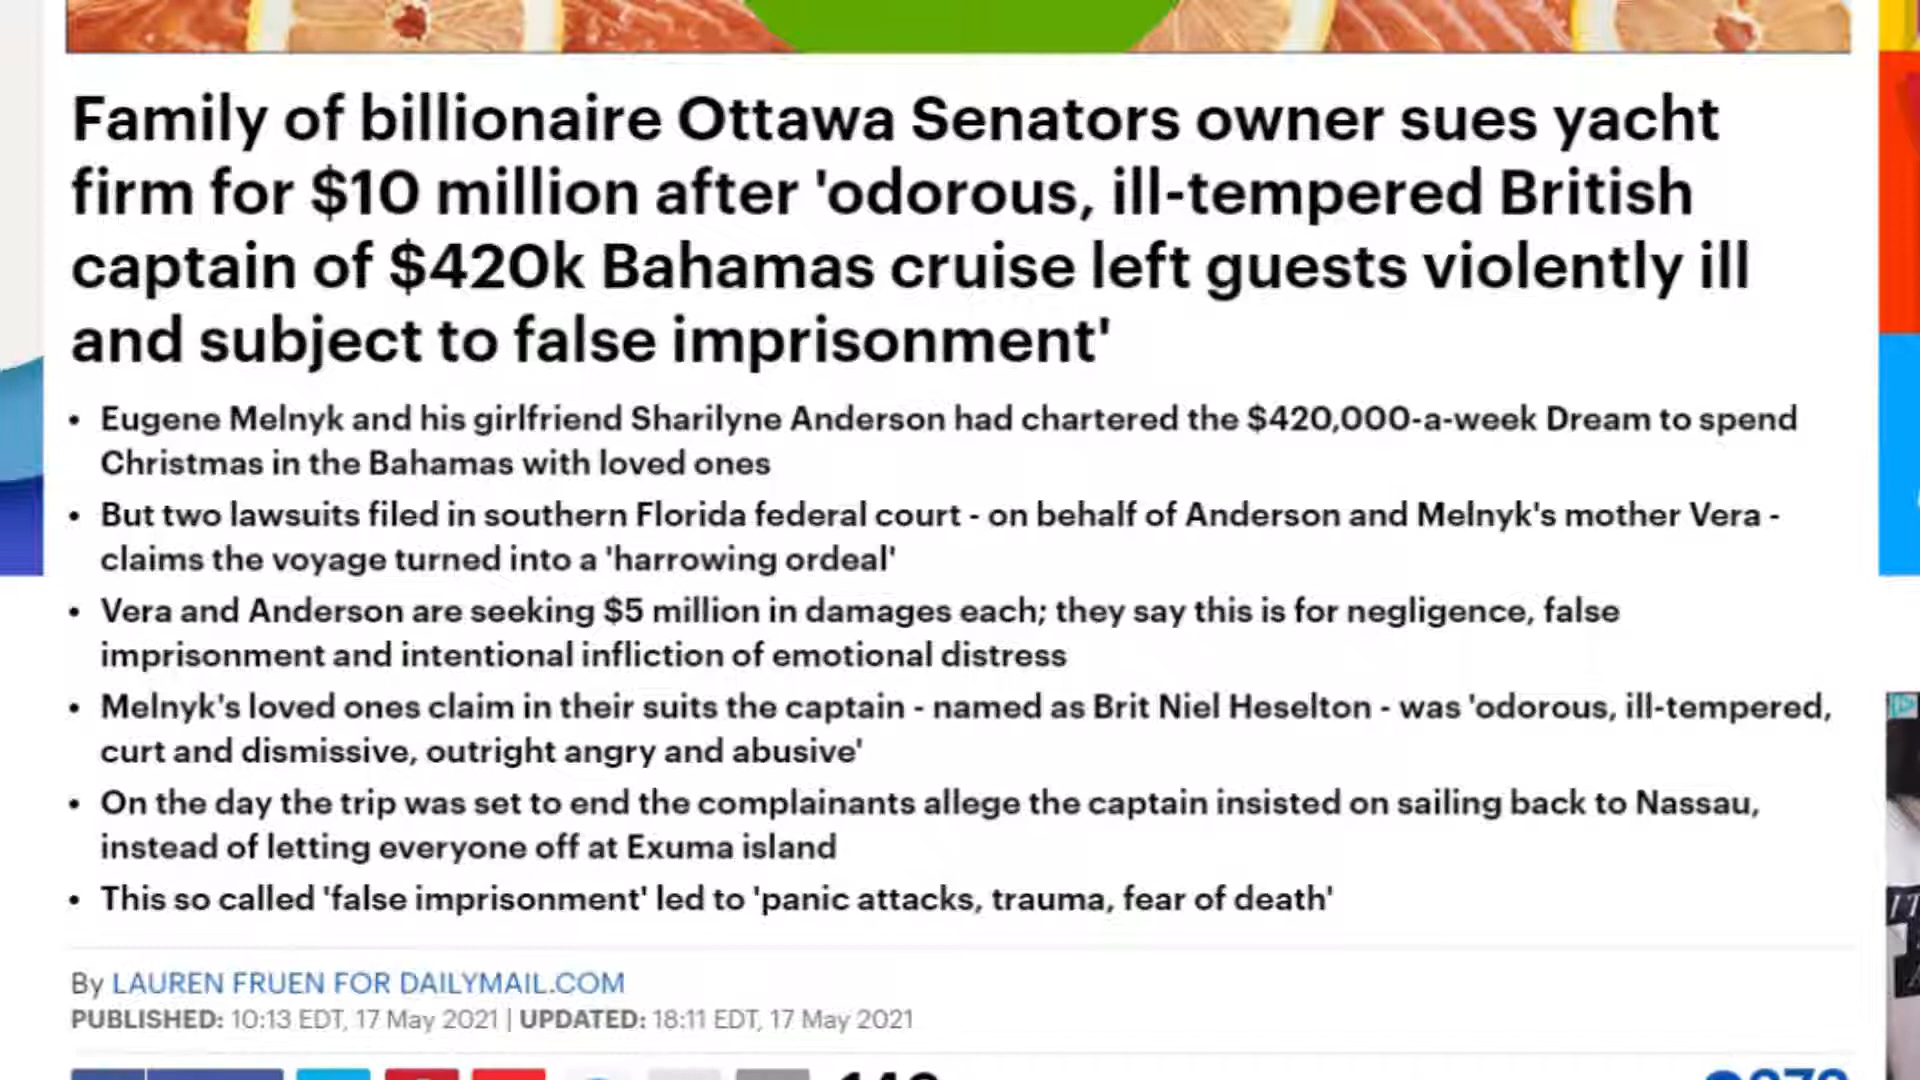 Family of billionaire Ottawa Senators owner sues yacht
firm for $10 million after 'odorous, ill-tempered British
captain of $420k Bahamas cruise left guests violently ill
and subject to false imprisonment'
• Eugene Melnyk and his girlfriend Sharilyne Anderson had chartered the $420,000-a-week Dream to spend
Christmas in the Bahamas with loved ones
• But two lawsuits filed in southern Florida federal court - on behalf of Anderson and Melnyk's mother Vera -
claims the voyage turned into a 'harrowing ordeal'
• Vera and Anderson are seeking $5 million in damages each; they say this is for negligence, false
imprisonment and intentional infliction of emotional distress
• Melnyk's loved ones claim in their suits the captain - named as Brit Niel Heselton - was 'odorous, ill-tempered,
curt and dismissive, outright angry and abusive'
• On the day the trip was set to end the complainants allege the captain insisted on sailing back to Nassau,
instead of letting everyone off at Exuma island
• This so called 'false imprisonment' led to 'panic attacks, trauma, fear of death'
By LAUREN FRUEN FOR DAILYMAIL.COM
PUBLISHED: 10:13 EDT, 17 May 2021 | UPDATED: 18:11 EDT, 17 May 2021